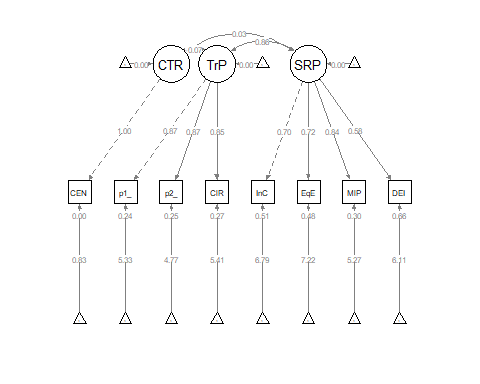 0.03
0.07
0.86
0.00
CTR
TrP
0.00
SRP
0.00
1.00
0.87
0.87
0.85
0.70
0.72
0.84
0.58
CEN
p1_
p2_
CIR
InC
EqE
MIP
DEI
0.00
0.24
0.25
0.27
0.51
0.48
0.30
0.66
0.83
5.33
4.77
5.41
6.79
7.22
5.27
6.11